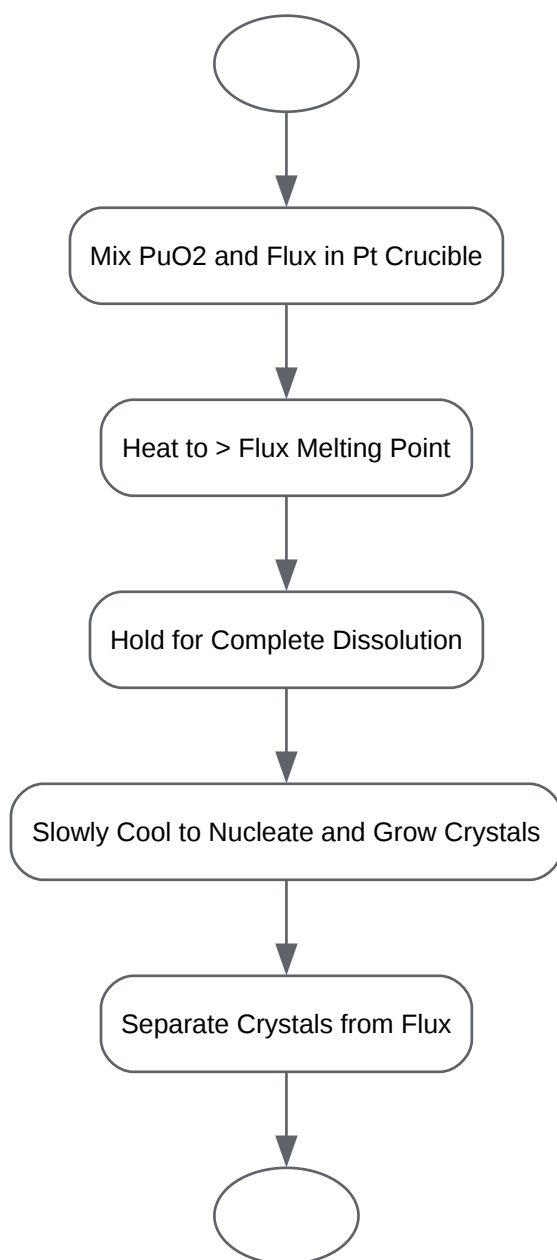 Mix PuO2 and Flux in Pt Crucible
Heat to > Flux Melting Point
Hold for Complete Dissolution
Slowly Cool to Nucleate and Grow Crystals
Separate Crystals from Flux